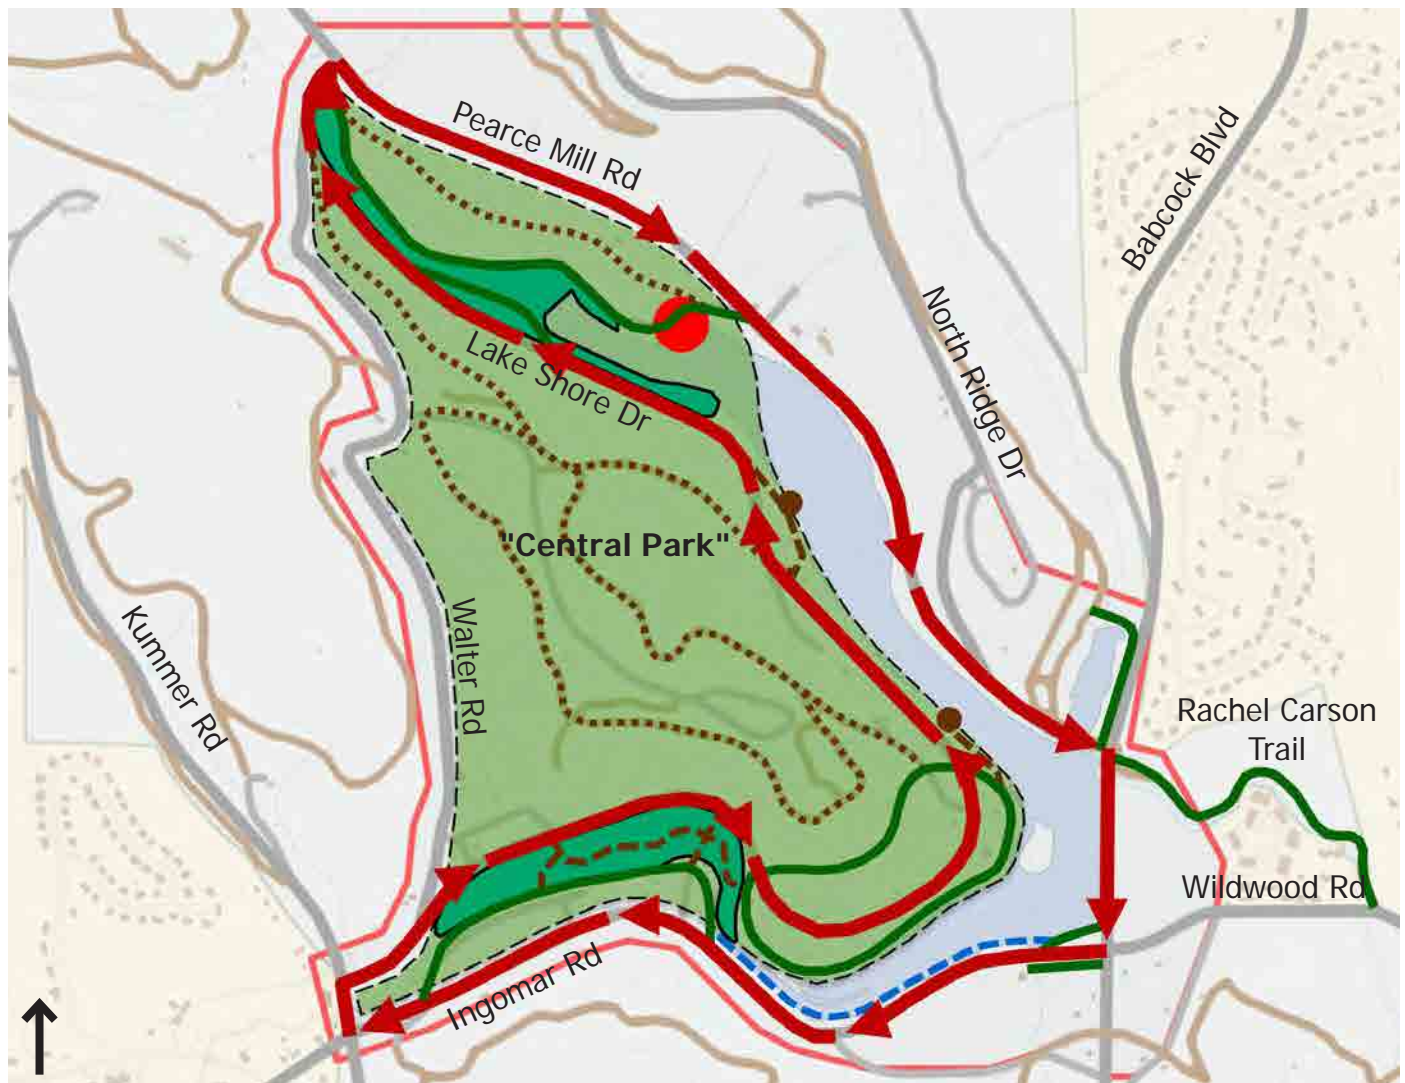 Pearce Mill Rd
Babcock Blvd
North Ridge Dr
Lake Shore Dr
"Central Park"
Walter Rd
Kummer Rd
Rachel Carson
Trail
Wildwood Rd
Ingomar Rd